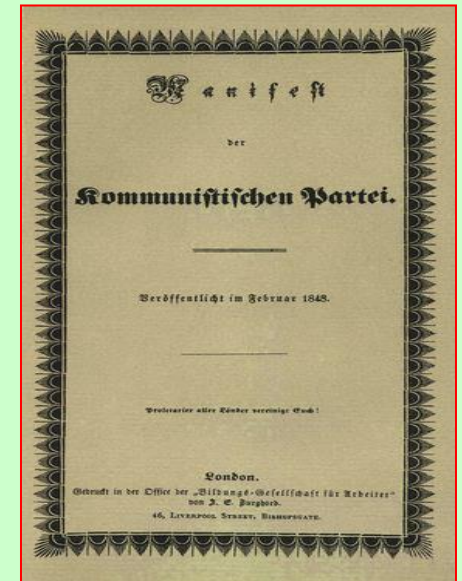 Manifest
der
Kommunistischen Partei.
Veröffentlicht im Februar 1848.
Proletarier aller Länder vereinigt Euch!
London.
Gedruckt in der Office der „Bildungs-Gesellschaft für Arbeiter“
von J. E. Burghard.
46, LIVERPOOL STREET, BISHOPSGATE.